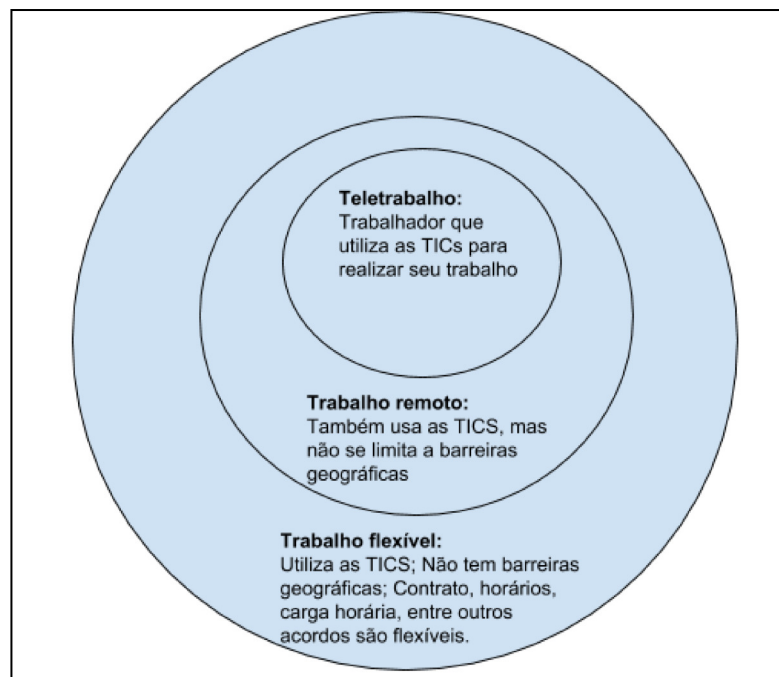 Teletrabalho:
Trabalhador que
utiliza as TICs para
realizar seu trabalho
Trabalho remoto:
Também usa as TICS, mas
não se limita a barreiras
geográficas
Trabalho flexível:
Utiliza as TICS; Não tem barreiras
geográficas; Contrato, horários,
carga horária, entre outros
acordos são flexíveis.